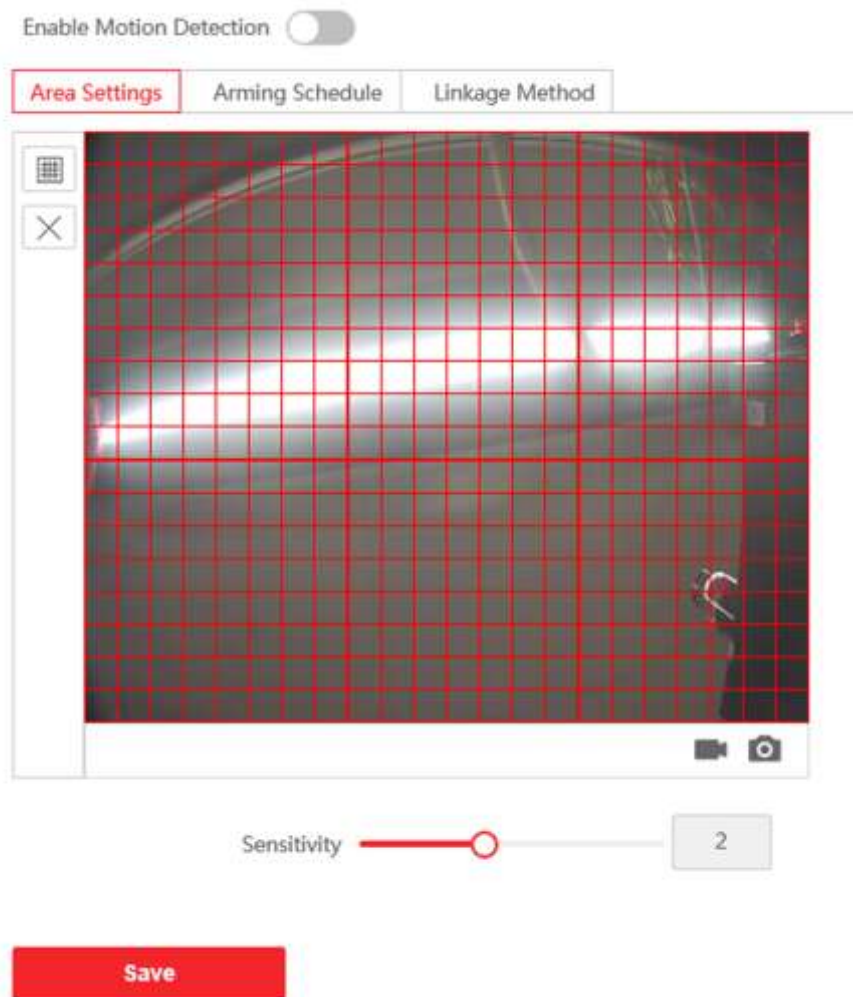 Enable Motion Detection
Area Settings Arming Schedule Linkage Method
Sensitivity 2
Save